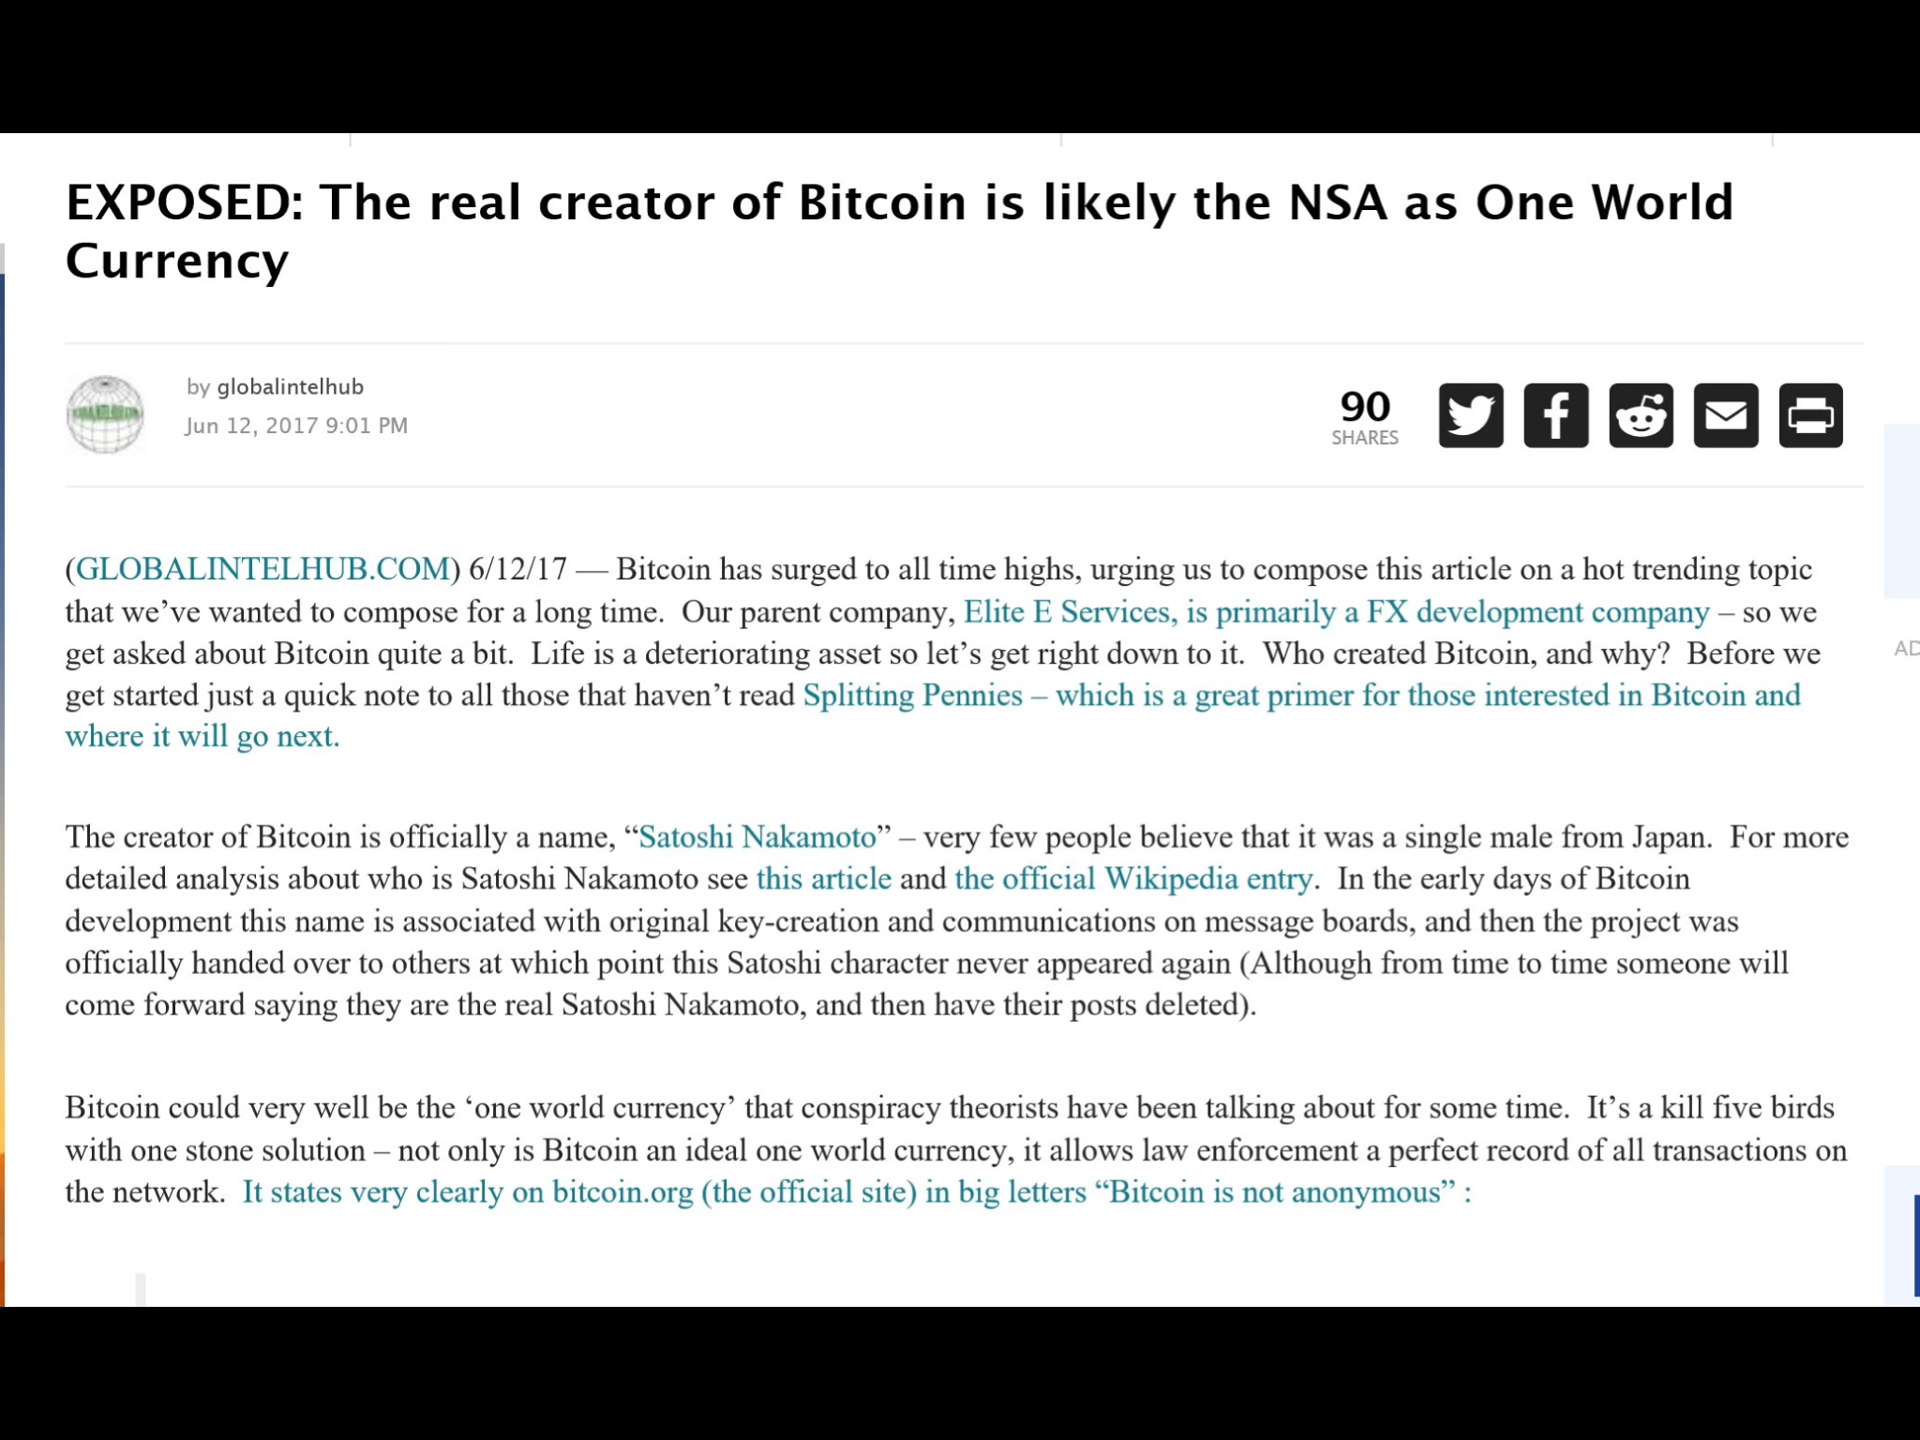 EXPOSED: The real creator of Bitcoin is likely the NSA as One World
Currency
by globalintelhub
Jun 12, 2017 9:01 PM
90
SHARES
(GLOBALINTELHUB.COM) 6/12/17 — Bitcoin has surged to all time highs, urging us to compose this article on a hot trending topic
that we’ve wanted to compose for a long time.  Our parent company, Elite E Services, is primarily a FX development company – so we
get asked about Bitcoin quite a bit.  Life is a deteriorating asset so let’s get right down to it.  Who created Bitcoin, and why?  Before we
get started just a quick note to all those that haven’t read Splitting Pennies – which is a great primer for those interested in Bitcoin and
where it will go next.
The creator of Bitcoin is officially a name, “Satoshi Nakamoto” – very few people believe that it was a single male from Japan.  For more
detailed analysis about who is Satoshi Nakamoto see this article and the official Wikipedia entry.  In the early days of Bitcoin
development this name is associated with original key-creation and communications on message boards, and then the project was
officially handed over to others at which point this Satoshi character never appeared again (Although from time to time someone will
come forward saying they are the real Satoshi Nakamoto, and then have their posts deleted).
Bitcoin could very well be the ‘one world currency’ that conspiracy theorists have been talking about for some time.  It’s a kill five birds
with one stone solution – not only is Bitcoin an ideal one world currency, it allows law enforcement a perfect record of all transactions on
the network.  It states very clearly on bitcoin.org (the official site) in big letters “Bitcoin is not anonymous” :